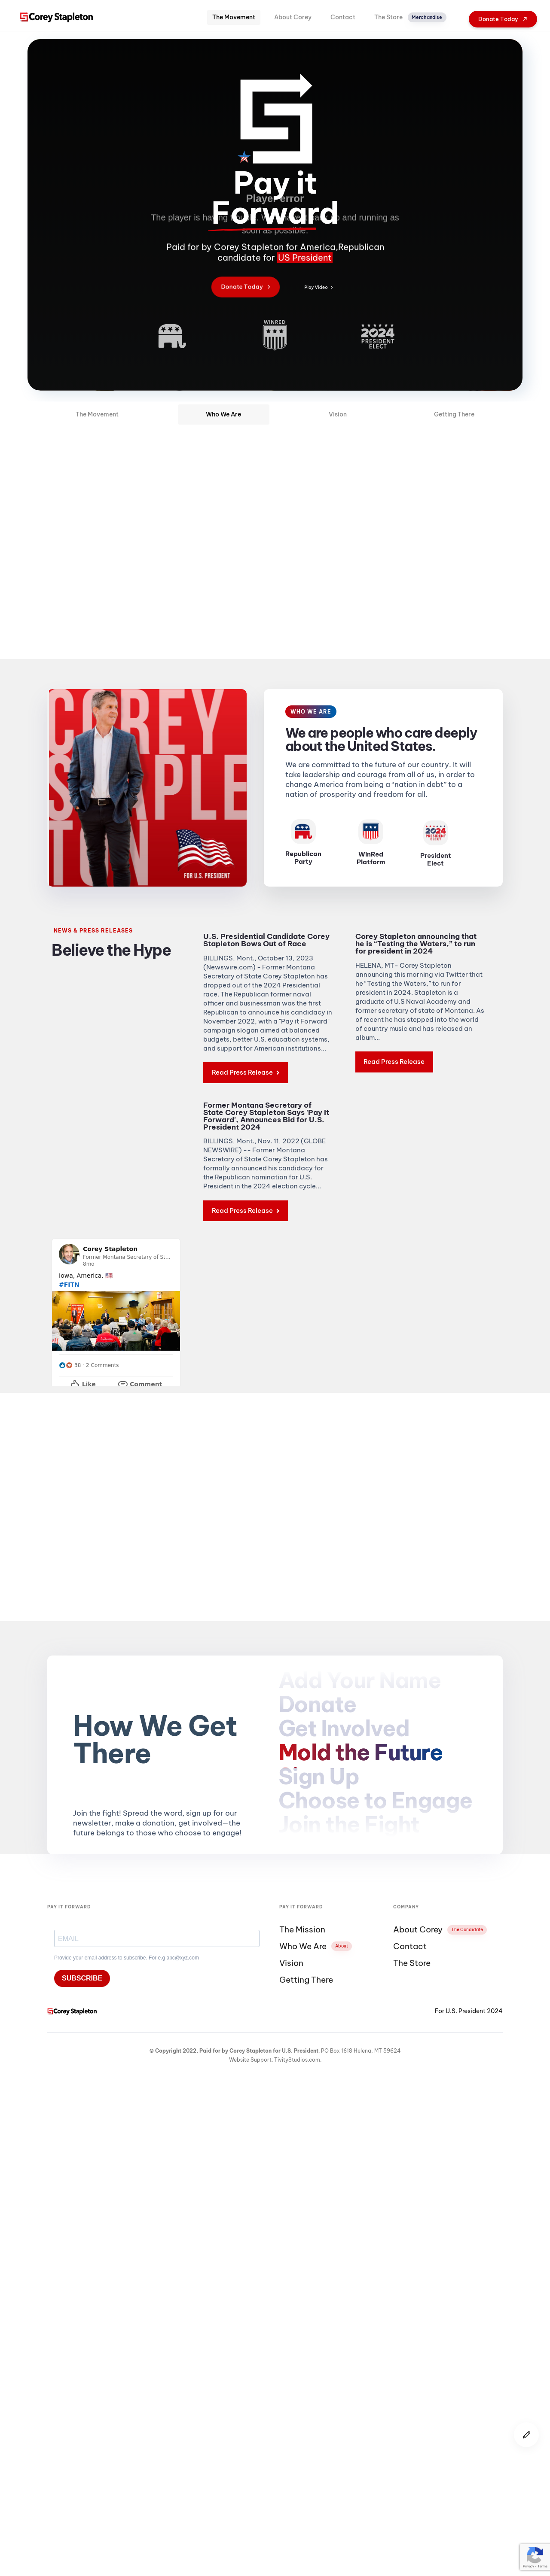 Corey Stapleton
The Movement
About Corey
Contact
The Store
Merchandise
Donate Today
Pay it
Forward
Player error
The player is having
and running as
soon as possible.
Paid for by Corey Stapleton for America,Republican
candidate for US President
Donate Today
Play Video
WINRED
2024
PRESIDENT
ELECT
The Movement
Who We Are
Vision
Getting There
COREY
STAPLE
TON
FOR U.S. PRESIDENT
WHO WE ARE
We are people who care deeply
about the United States.
We are committed to the future of our country. It will
take leadership and courage from all of us, in order to
change America from being a “nation in debt” to a
nation of prosperity and freedom for all.
Republican
Party
WinRed
Platform
2024
PRESIDENT
ELECT
President
Elect
NEWS & PRESS RELEASES
Believe the Hype
U.S. Presidential Candidate Corey
Stapleton Bows Out of Race
BILLINGS, Mont., October 13, 2023
(Newswire.com) - Former Montana
Secretary of State Corey Stapleton has
dropped out of the 2024 Presidential
race. The Republican former naval
officer and businessman was the first
Republican to announce his candidacy in
November 2022, with a "Pay it Forward"
campaign slogan aimed at balanced
budgets, better U.S. education systems,
and support for American institutions...
Read Press Release
Corey Stapleton announcing that
he is “Testing the Waters,” to run
for president in 2024
HELENA, MT– Corey Stapleton
announcing this morning via Twitter that
he “Testing the Waters,” to run for
president in 2024. Stapleton is a
graduate of U.S Naval Academy and
former secretary of state of Montana. As
of recent he has stepped into the world
of country music and has released an
album...
Read Press Release
Former Montana Secretary of
State Corey Stapleton Says 'Pay It
Forward', Announces Bid for U.S.
President 2024
BILLINGS, Mont., Nov. 11, 2022 (GLOBE
NEWSWIRE) -- Former Montana
Secretary of State Corey Stapleton has
formally announced his candidacy for
the Republican nomination for U.S.
President in the 2024 election cycle...
Read Press Release
Corey Stapleton
Former Montana Secretary of St...
8mo
Iowa, America. 🇺🇸
#FITN
38 · 2 Comments
Like
Comment
How We Get
There
Join the fight! Spread the word, sign up for our
newsletter, make a donation, get involved—the
future belongs to those who choose to engage!
Add Your Name
Donate
Get Involved
Mold the Future
Sign Up
Choose to Engage
Join the Fight
PAY IT FORWARD
EMAIL
Provide your email address to subscribe. For e.g abc@xyz.com
SUBSCRIBE
PAY IT FORWARD
The Mission
Who We Are
About
Vision
Getting There
COMPANY
About Corey
The Candidate
Contact
The Store
Corey Stapleton
For U.S. President 2024
© Copyright 2022, Paid for by Corey Stapleton for U.S. President. PO Box 1618 Helena, MT 59624
Website Support: TivityStudios.com.
Privacy - Terms